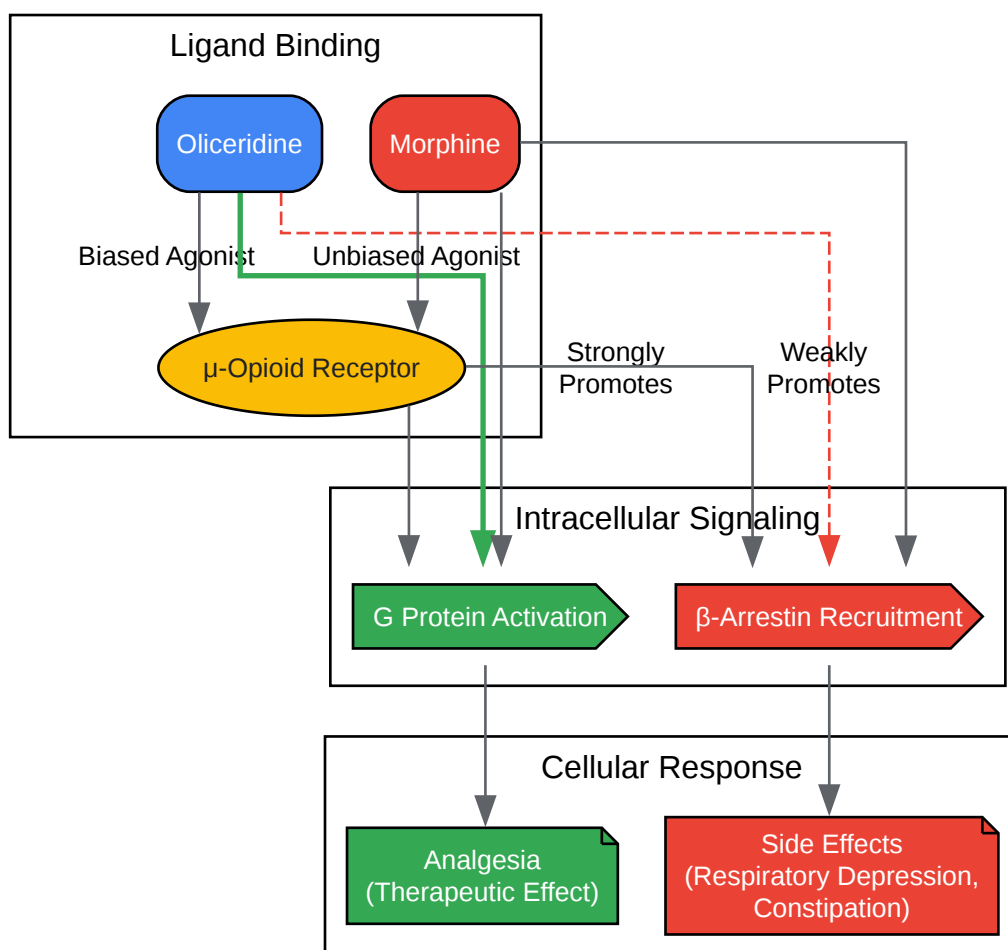 Ligand Binding
Oliceridine
Morphine
Biased Agonist
Unbiased Agonist
μ-Opioid Receptor
Strongly
Promotes
Weakly
Promotes
Intracellular Signaling
G Protein Activation
β-Arrestin Recruitment
Cellular Response
Analgesia
(Therapeutic Effect)
Side Effects
(Respiratory Depression,
Constipation)